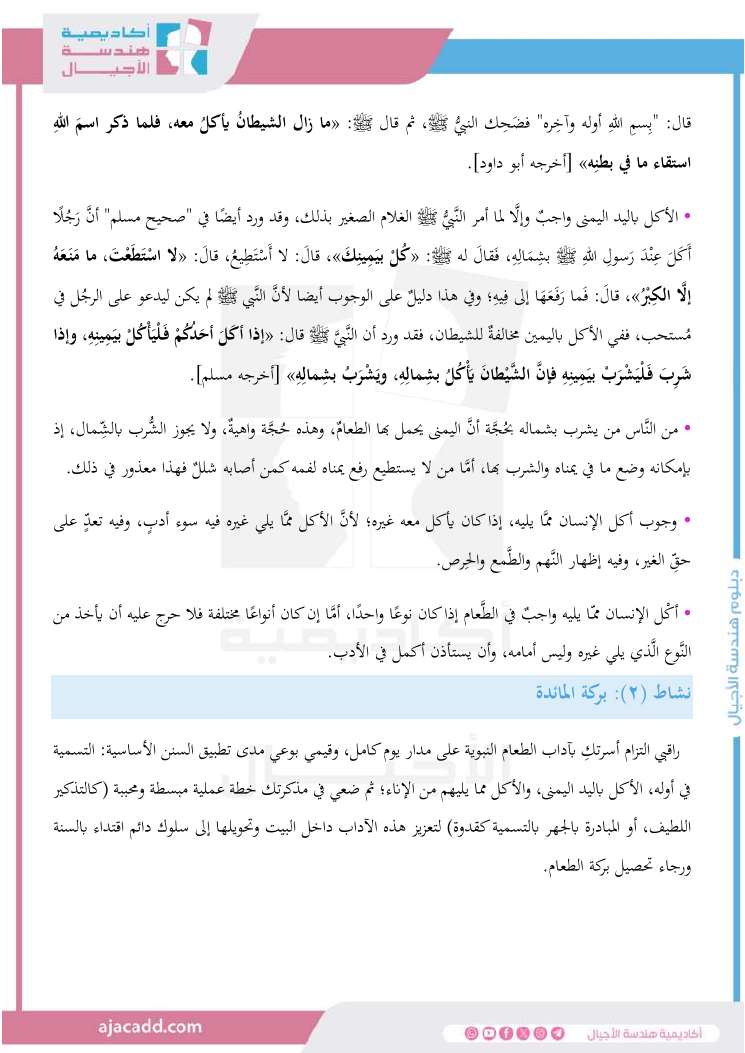 أكاديمية
هندسة
الأجيال
قال: "بِسمِ اللهِ أوله وآخِره" فضَحِك النبيُّ ﷺ، ثم قال ﷺ: «ما زال الشيطانُ يأكلُ معه، فلما ذكر اسمَ اللهِ
استقاء ما في بطنِه» [أخرجه أبو داود].
• الأكل باليد اليمنى واجبٌ وإلَّا لما أمر النَّبيُّ ﷺ الغلام الصغير بذلك، وقد ورد أيضًا في "صحيح مسلم" أنَّ رَجُلًا
أَكَلَ عِنْدَ رَسولِ اللهِ ﷺ بشِمَالِهِ، فَقالَ له ﷺ: «كُلْ بيَمِينِكَ»، قالَ: لا أَسْتَطِيعُ، قالَ: «لا اسْتَطَعْتَ، ما مَنَعَهُ
إلَّا الكِبْرُ»، قالَ: فَما رَفَعَهَا إلى فِيهِ؛ وفي هذا دليلٌ على الوجوب أيضا لأنَّ النَّبي ﷺ لم يكن ليدعو على الرجُل في
مُستحب، ففي الأكل باليمين مخالفةٌ للشيطان، فقد ورد أن النَّبيَّ ﷺ قال: «إذا أكَلَ أحَدُكُمْ فَلْيَأْكُلْ بيَمِينِهِ، وإذا
شَرِبَ فَلْيَشْرَبْ بيَمِينِهِ فإنَّ الشَّيْطانَ يَأْكُلُ بشِمالِهِ، ويَشْرَبُ بشِمالِهِ» [أخرجه مسلم].
• من النَّاس من يشرب بشماله بحُجَّة أنَّ اليمنى يحمل بها الطعامُ، وهذه حُجَّة واهيةٌ، ولا يجوز الشُّرب بالشِّمال، إذ
بإمكانه وضع ما في يمناه والشرب بها، أمَّا من لا يستطيع رفع يمناه لفمه كمن أصابه شللٌ فهذا معذور في ذلك.
• وجوب أكل الإنسان ممَّا يليه، إذا كان يأكل معه غيره؛ لأنَّ الأكل ممَّا يلي غيره فيه سوء أدبٍ، وفيه تعدّ على
حقِّ الغير، وفيه إظهار النَّهم والطَّمع والحِرص.
• أكْل الإنسان ممّا يليه واجبٌ في الطَّعام إذا كان نوعًا واحدًا، أمَّا إن كان أنواعًا مختلفة فلا حرج عليه أن يأخذ من
النَّوع الَّذي يلي غيره وليس أمامه، وأن يستأذن أكمل في الأدب.
نشاط (٢): بركة المائدة
راقبي التزام أسرتكِ بآداب الطعام النبوية على مدار يوم كامل، وقيمي بوعي مدى تطبيق السنن الأساسية: التسمية
في أوله، الأكل باليد اليمنى، والأكل مما يليهم من الإناء؛ ثم ضعي في مذكرتك خطة عملية مبسطة ومحببة (كالتذكير
اللطيف، أو المبادرة بالجهر بالتسمية كقدوة) لتعزيز هذه الآداب داخل البيت وتحويلها إلى سلوك دائم اقتداء بالسنة
ورجاء تحصيل بركة الطعام.
أكاديمية
الأجيال
دبلوم هندسة الأجيال
ajacadd.com
أكاديمية هندسة الأجيال